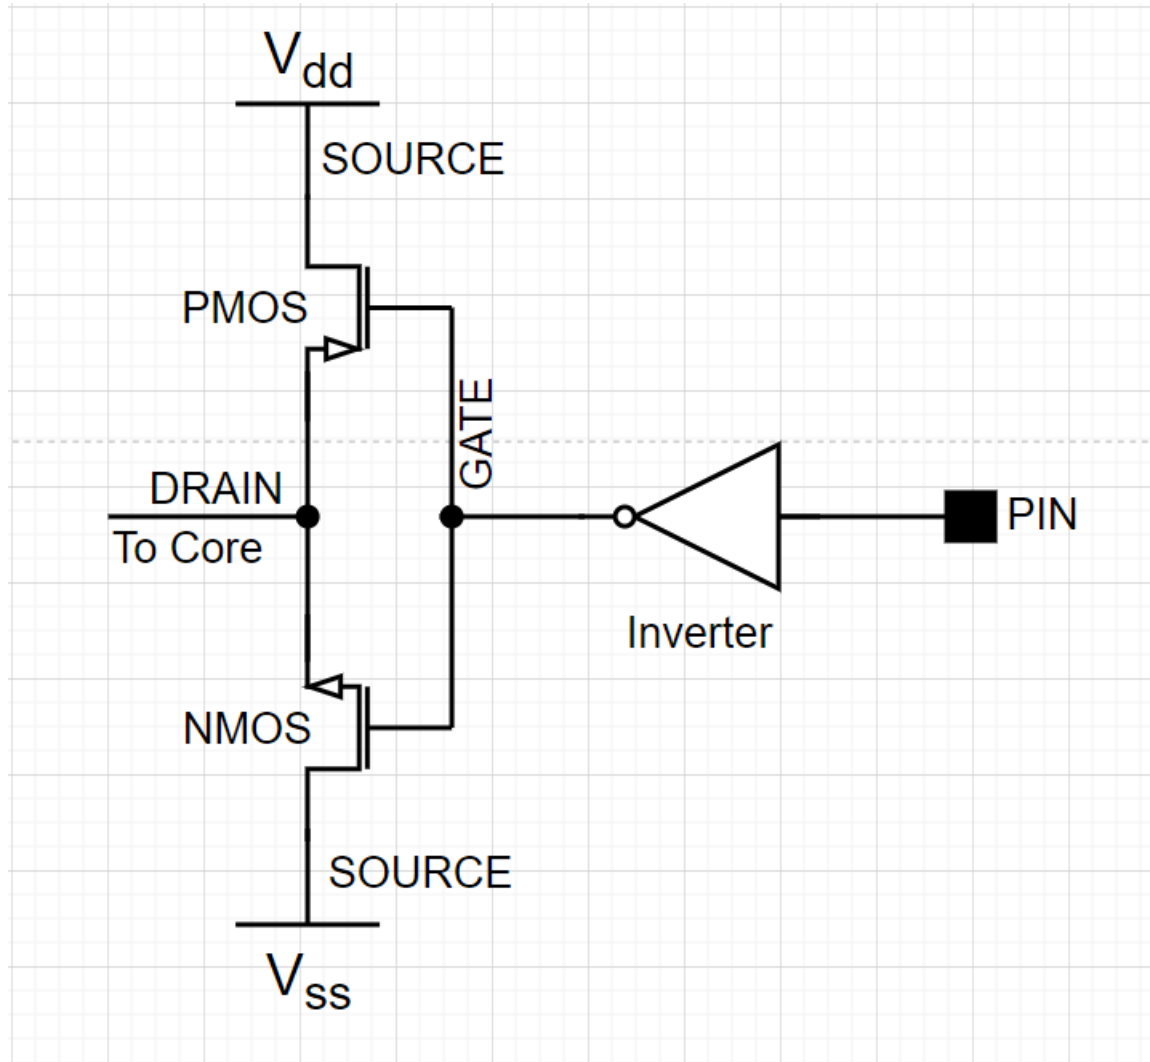 Vdd
SOURCE
PMOS
GATE
DRAIN
To Core
PIN
Inverter
NMOS
SOURCE
Vss